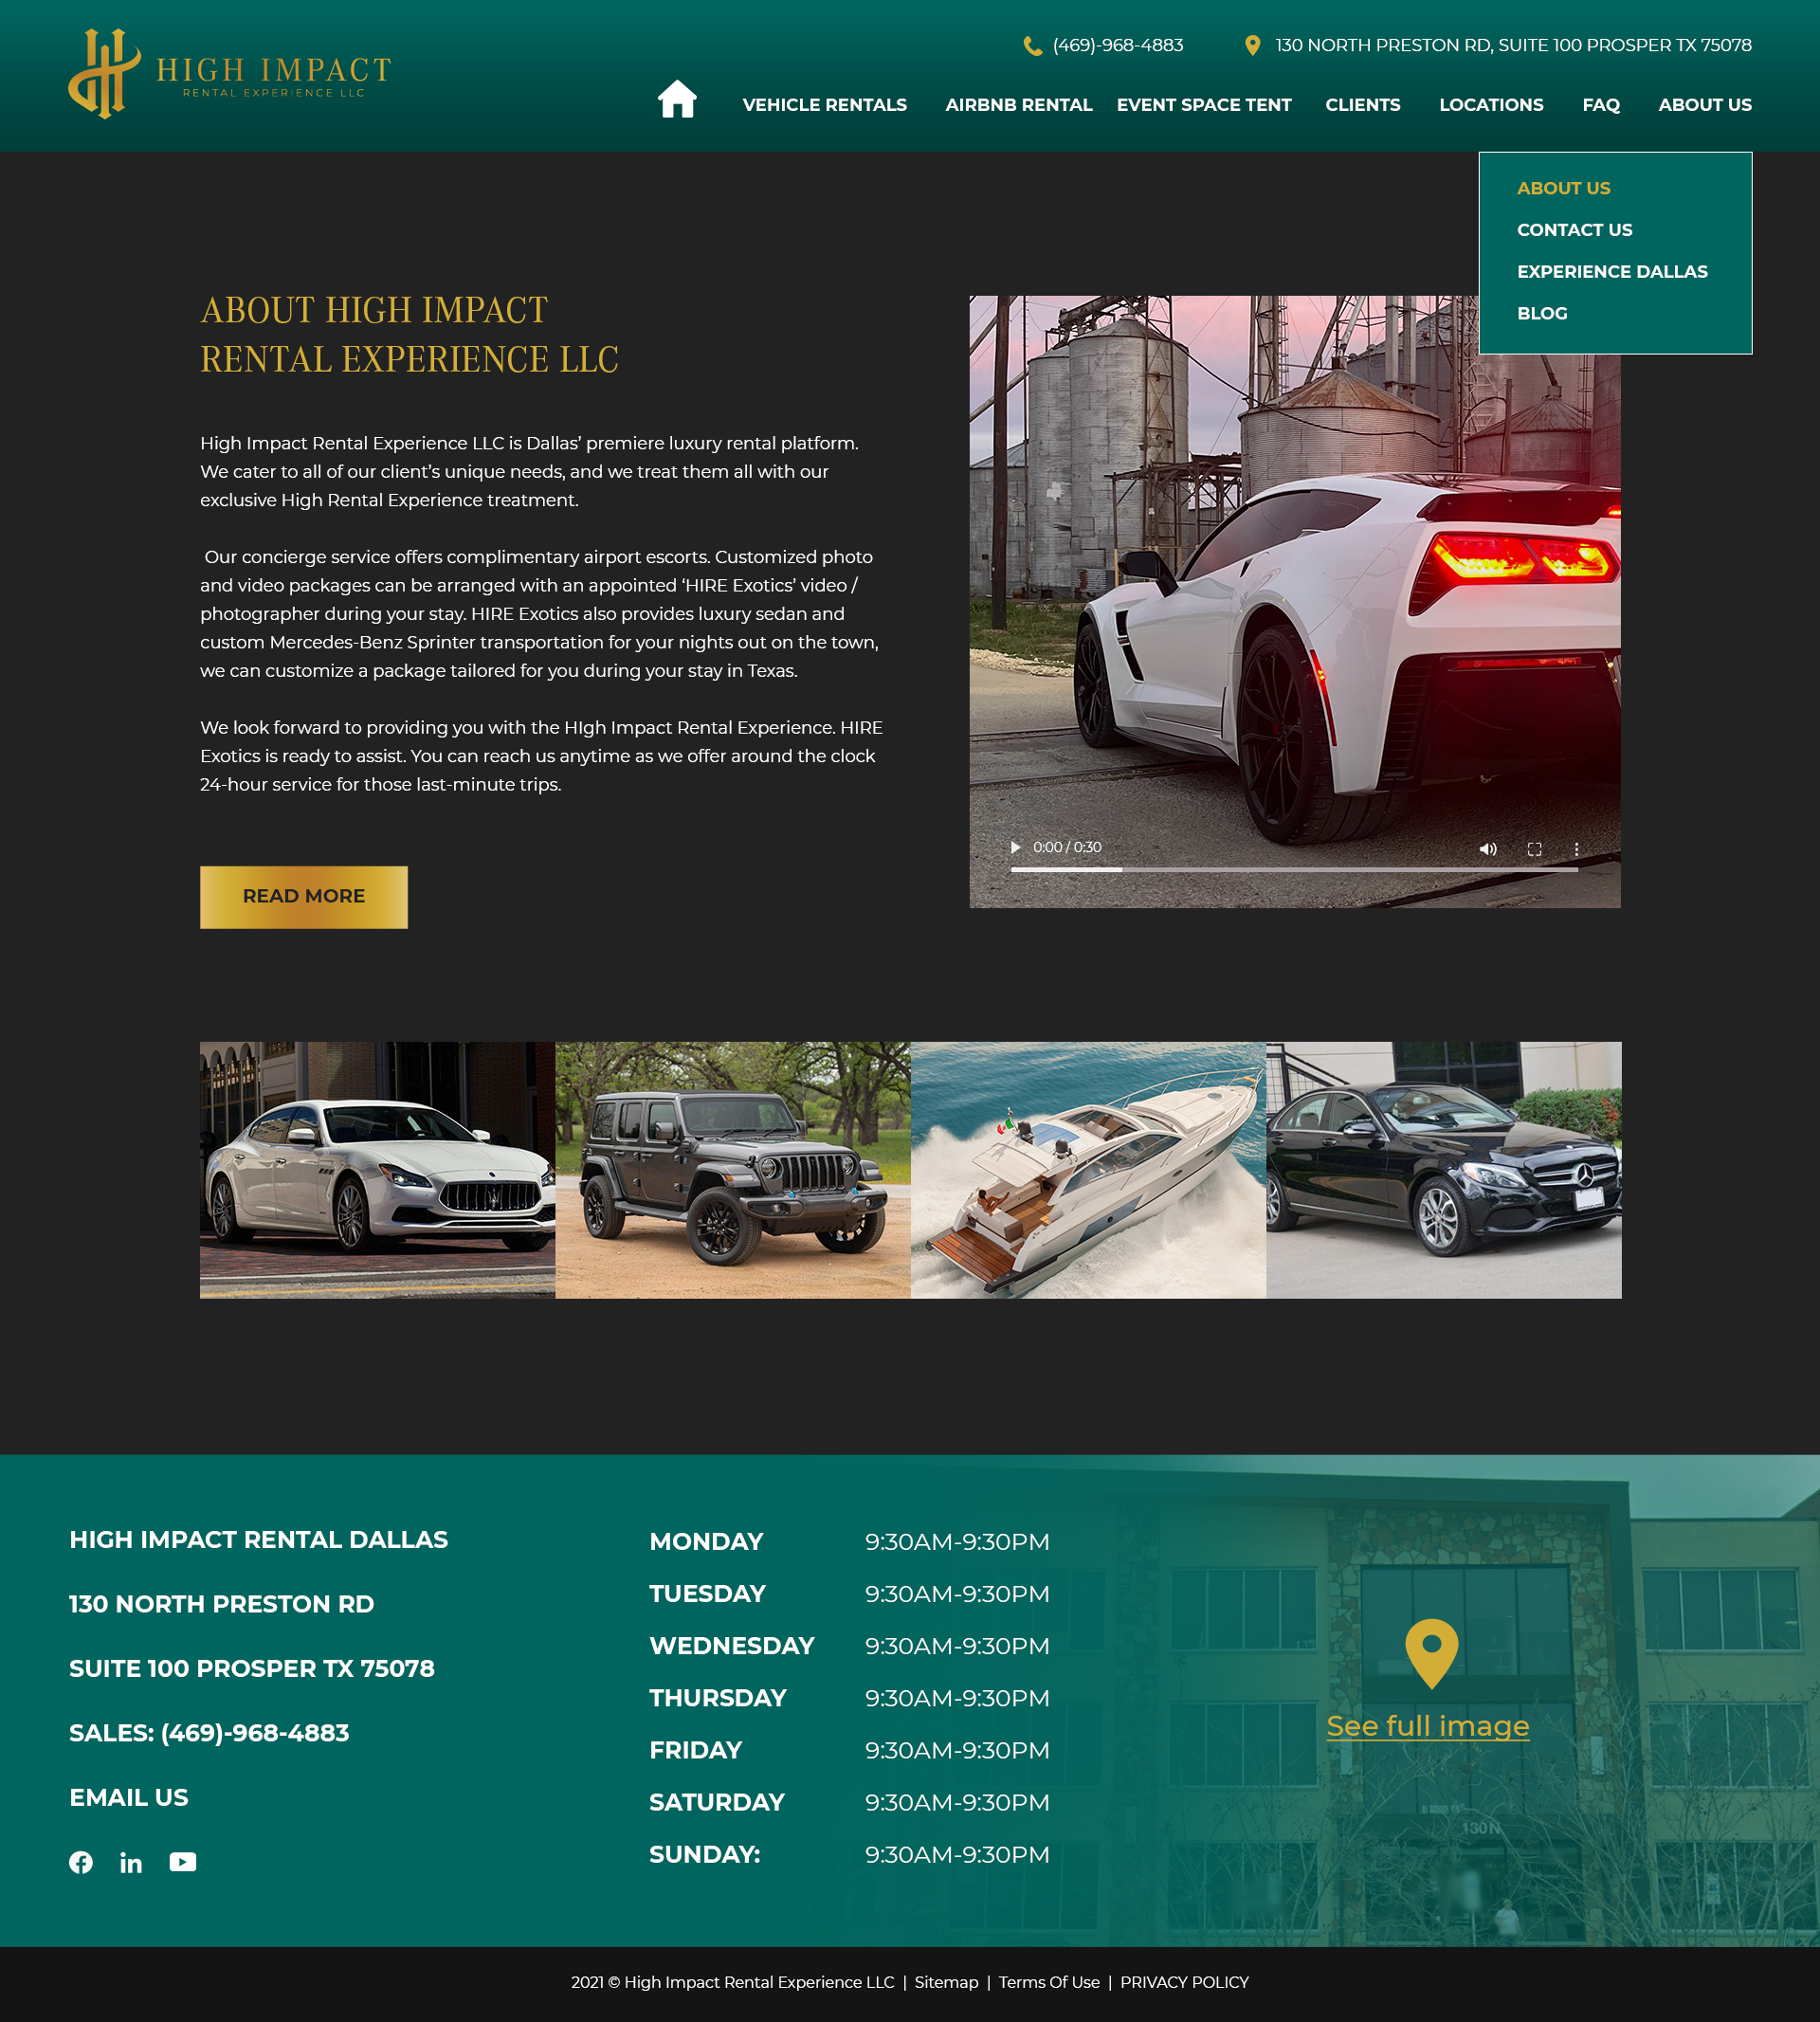 HIGH IMPACT
RENTAL EXPERIENCE LLC
(469)-968-4883
130 NORTH PRESTON RD, SUITE 100 PROSPER TX 75078
VEHICLE RENTALS
AIRBNB RENTAL
EVENT SPACE TENT
CLIENTS
LOCATIONS
FAQ
ABOUT US
ABOUT US
CONTACT US
EXPERIENCE DALLAS
BLOG
ABOUT HIGH IMPACT
RENTAL EXPERIENCE LLC
High Impact Rental Experience LLC is Dallas’ premiere luxury rental platform.
We cater to all of our client’s unique needs, and we treat them all with our
exclusive High Rental Experience treatment.
Our concierge service offers complimentary airport escorts. Customized photo
and video packages can be arranged with an appointed ‘HIRE Exotics’ video /
photographer during your stay. HIRE Exotics also provides luxury sedan and
custom Mercedes-Benz Sprinter transportation for your nights out on the town,
we can customize a package tailored for you during your stay in Texas.
We look forward to providing you with the HIgh Impact Rental Experience. HIRE
Exotics is ready to assist. You can reach us anytime as we offer around the clock
24-hour service for those last-minute trips.
READ MORE
0:00 / 0:30
HIGH IMPACT RENTAL DALLAS
130 NORTH PRESTON RD
SUITE 100 PROSPER TX 75078
SALES: (469)-968-4883
EMAIL US
MONDAY 9:30AM-9:30PM
TUESDAY 9:30AM-9:30PM
WEDNESDAY 9:30AM-9:30PM
THURSDAY 9:30AM-9:30PM
FRIDAY 9:30AM-9:30PM
SATURDAY 9:30AM-9:30PM
SUNDAY: 9:30AM-9:30PM
See full image
130N
2021 © High Impact Rental Experience LLC | Sitemap | Terms Of Use | PRIVACY POLICY